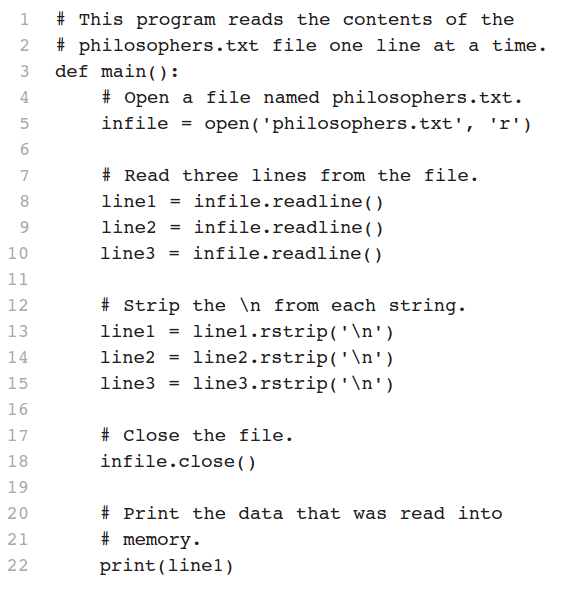 1 # This program reads the contents of the
2 # philosophers.txt file one line at a time.
3 def main():
4     # Open a file named philosophers.txt.
5     infile = open('philosophers.txt', 'r')
6
7     # Read three lines from the file.
8     line1 = infile.readline()
9     line2 = infile.readline()
10     line3 = infile.readline()
11
12     # Strip the \n from each string.
13     line1 = line1.rstrip('\n')
14     line2 = line2.rstrip('\n')
15     line3 = line3.rstrip('\n')
16
17     # Close the file.
18     infile.close()
19
20     # Print the data that was read into
21     # memory.
22     print(line1)